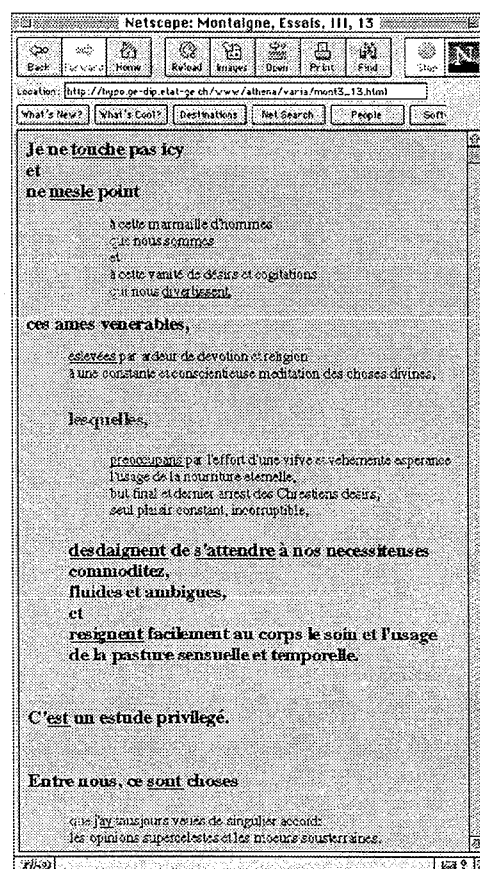 Netscape: Montaigne, Essais, III, 13
Back Forward Home Reload Images Open Print Find Stop N
Location: http://hypo.ge-dip.etat-ge.ch/www/athena/varia/mont3_13.html
What's New? What's Cool? Destinations Net Search People Soft
Je ne touche pas icy
et
ne mesle point
à cette marmaille d'hommes
que nous sommes
et
à cette vanité de désirs et cogitations
qui nous divertissent,
ces ames venerables,
eslevées par ardeur de devotion et religion
à une constante et conscientieuse meditation des choses divines,
lesquelles,
preoccupans par l'effort d'une vifve et vehemente esperance
l'usage de la nourriture eternelle,
but final et dernier arrest des Chrestiens desirs,
seul plaisir constant, incorruptible,
desdaignent de s'attendre à nos necessiteuses
commoditez,
fluides et ambigues,
et
resignent facilement au corps le soin et l'usage
de la pasture sensuelle et temporelle.
C'est un estude privilegé.
Entre nous, ce sont choses
que j'ay tousjours veues de singulier accord:
les opinions supercelestes et les moeurs sousterraines.